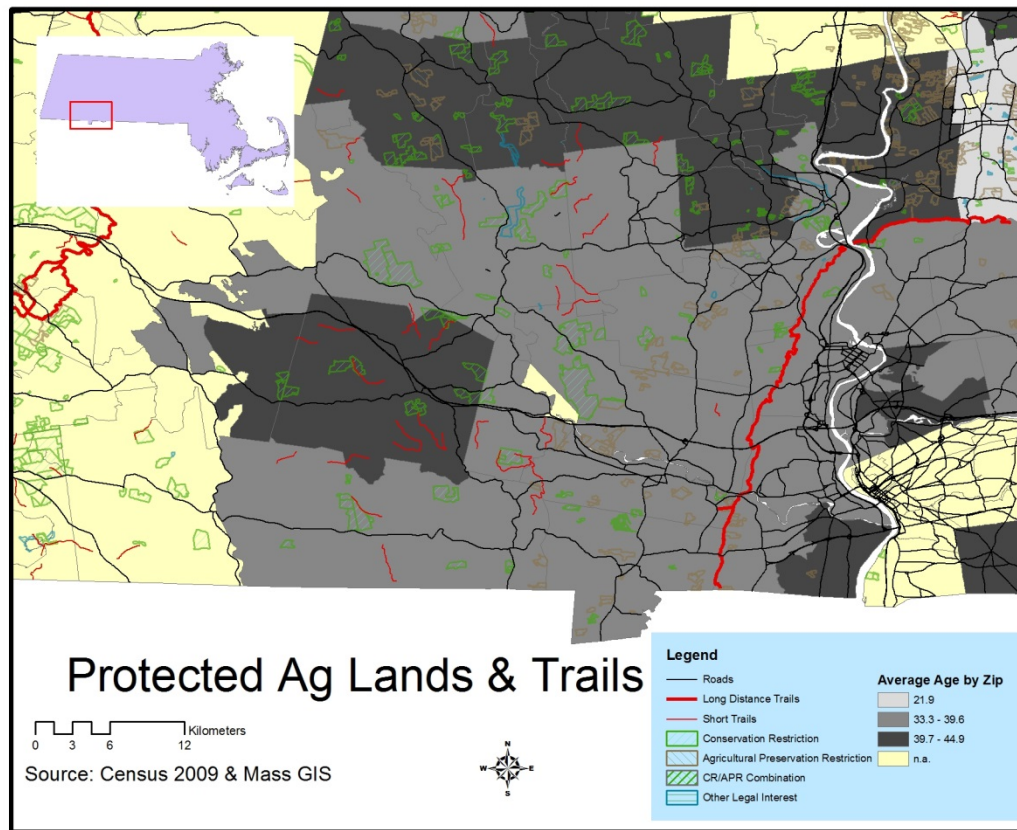 Protected Ag Lands & Trails
Kilometers
0 3 6 12
Source: Census 2009 & Mass GIS
N
W E
S
Legend
Roads
Long Distance Trails
Short Trails
Conservation Restriction
Agricultural Preservation Restriction
CR/APR Combination
Other Legal Interest
Average Age by Zip
21.9
33.3 - 39.6
39.7 - 44.9
n.a.